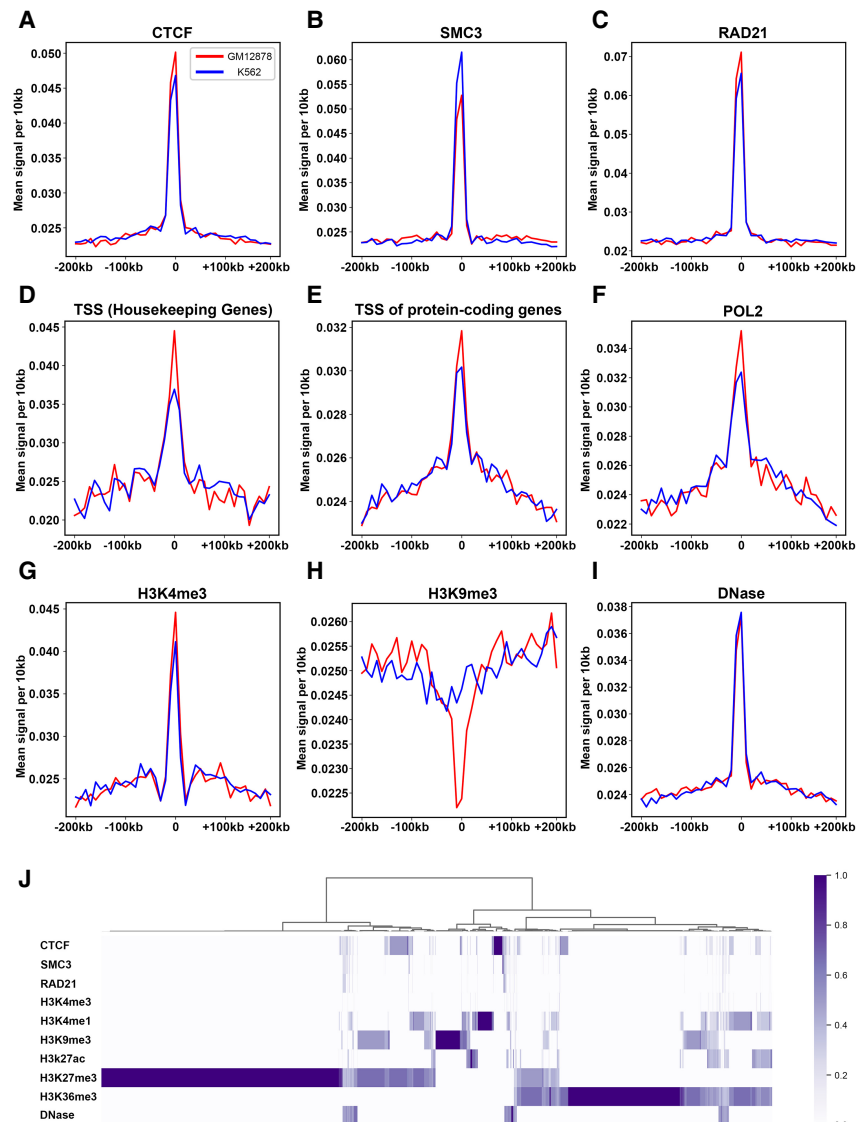 A
CTCF
Mean signal per 10kb
0.050
0.045
0.040
0.035
0.030
0.025
-200kb -100kb 0 +100kb +200kb
GM12878
K562
B
SMC3
Mean signal per 10kb
0.060
0.055
0.050
0.045
0.040
0.035
0.030
0.025
-200kb -100kb 0 +100kb +200kb
C
RAD21
Mean signal per 10kb
0.07
0.06
0.05
0.04
0.03
0.02
-200kb -100kb 0 +100kb +200kb
D
TSS (Housekeeping Genes)
Mean signal per 10kb
0.045
0.040
0.035
0.030
0.025
0.020
-200kb -100kb 0 +100kb +200kb
E
TSS of protein-coding genes
Mean signal per 10kb
0.032
0.030
0.028
0.026
0.024
-200kb -100kb 0 +100kb +200kb
F
POL2
Mean signal per 10kb
0.034
0.032
0.030
0.028
0.026
0.024
0.022
-200kb -100kb 0 +100kb +200kb
G
H3K4me3
Mean signal per 10kb
0.045
0.040
0.035
0.030
0.025
-200kb -100kb 0 +100kb +200kb
H
H3K9me3
Mean signal per 10kb
0.0260
0.0255
0.0250
0.0245
0.0240
0.0235
0.0230
0.0225
-200kb -100kb 0 +100kb +200kb
I
DNase
Mean signal per 10kb
0.038
0.036
0.034
0.032
0.030
0.028
0.026
0.024
-200kb -100kb 0 +100kb +200kb
J
CTCF
SMC3
RAD21
H3K4me3
H3K4me1
H3K9me3
H3k27ac
H3K27me3
H3K36me3
DNase
1.0
0.8
0.6
0.4
0.2